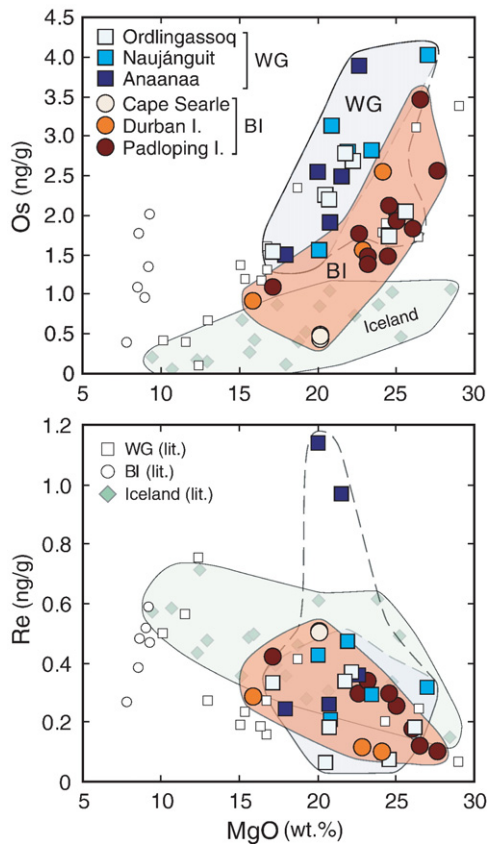 4.5
4.0
3.5
3.0
2.5
2.0
1.5
1.0
0.5
0
Os (ng/g)
Ordlingassoq
Naujánguit
Anaanaa
WG
Cape Searle
Durban I.
Padloping I.
BI
WG
BI
Iceland
5 10 15 20 25 30
1.2
1.0
0.8
0.6
0.4
0.2
0
Re (ng/g)
WG (lit.)
BI (lit.)
Iceland (lit.)
5 10 15 20 25 30
MgO (wt.%)